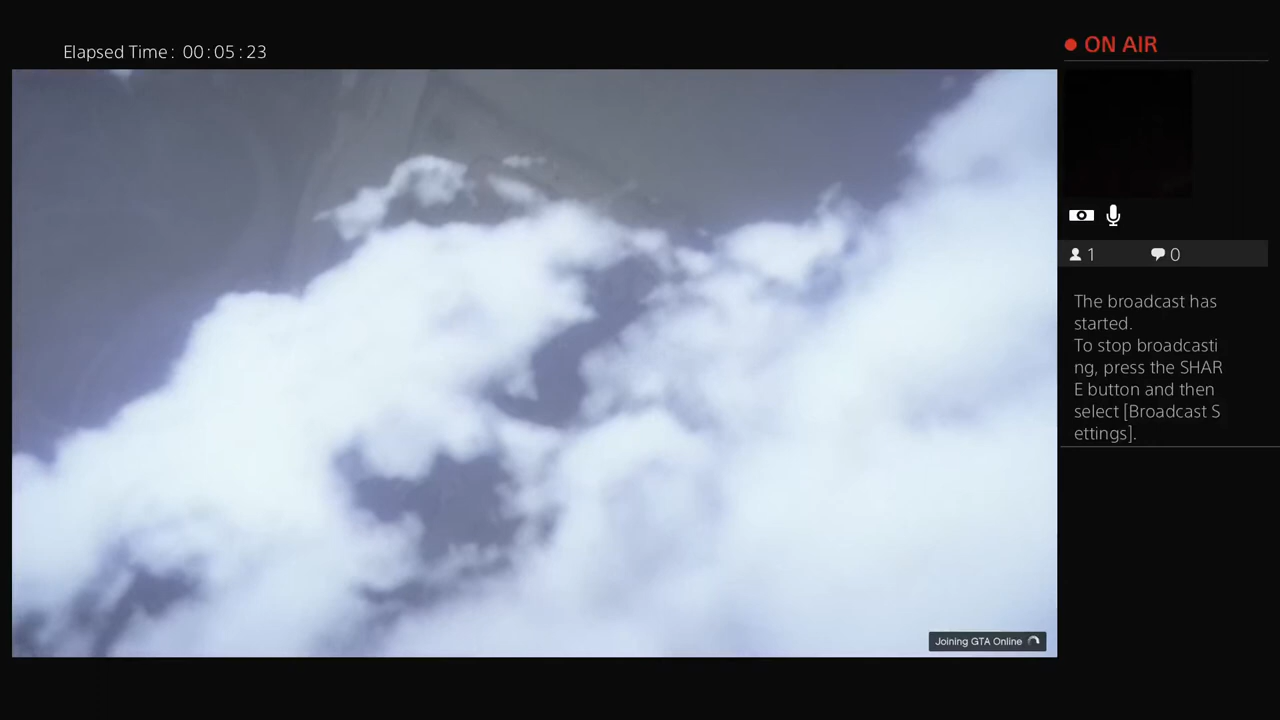 Elapsed Time: 00:05:23
ON AIR
1
0
The broadcast has
started.
To stop broadcasti
ng, press the SHAR
E button and then
select [Broadcast S
ettings].
Joining GTA Online